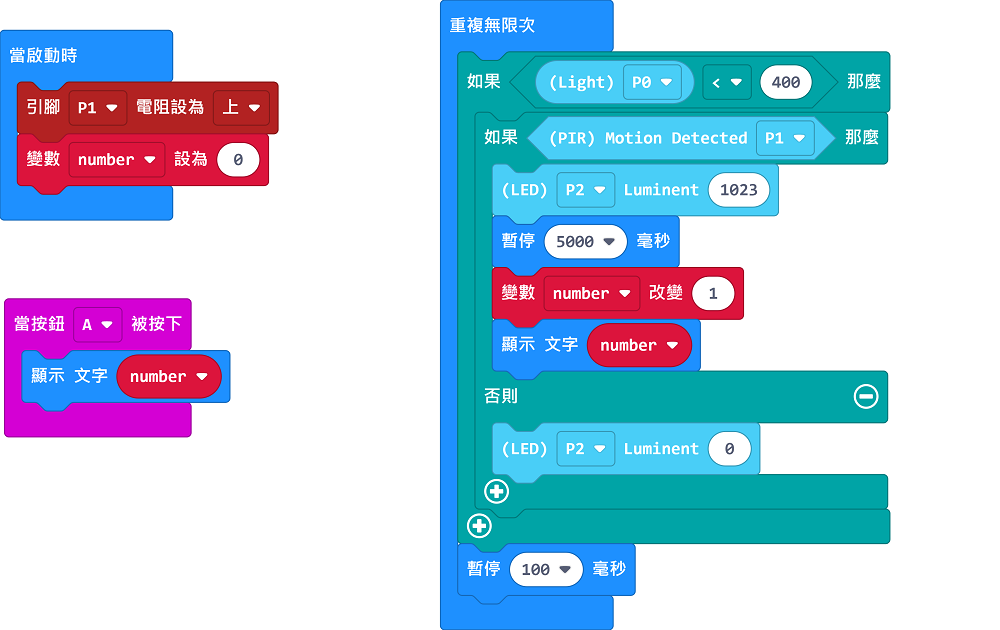 當啟動時
引腳 P1 電阻設為 上
變數 number 設為 0
當按鈕 A 被按下
顯示 文字 number
重複無限次
如果 (Light) P0 < 400 那麼
如果 (PIR) Motion Detected P1 那麼
(LED) P2 Luminent 1023
暫停 5000 毫秒
變數 number 改變 1
顯示 文字 number
否則
(LED) P2 Luminent 0
暫停 100 毫秒